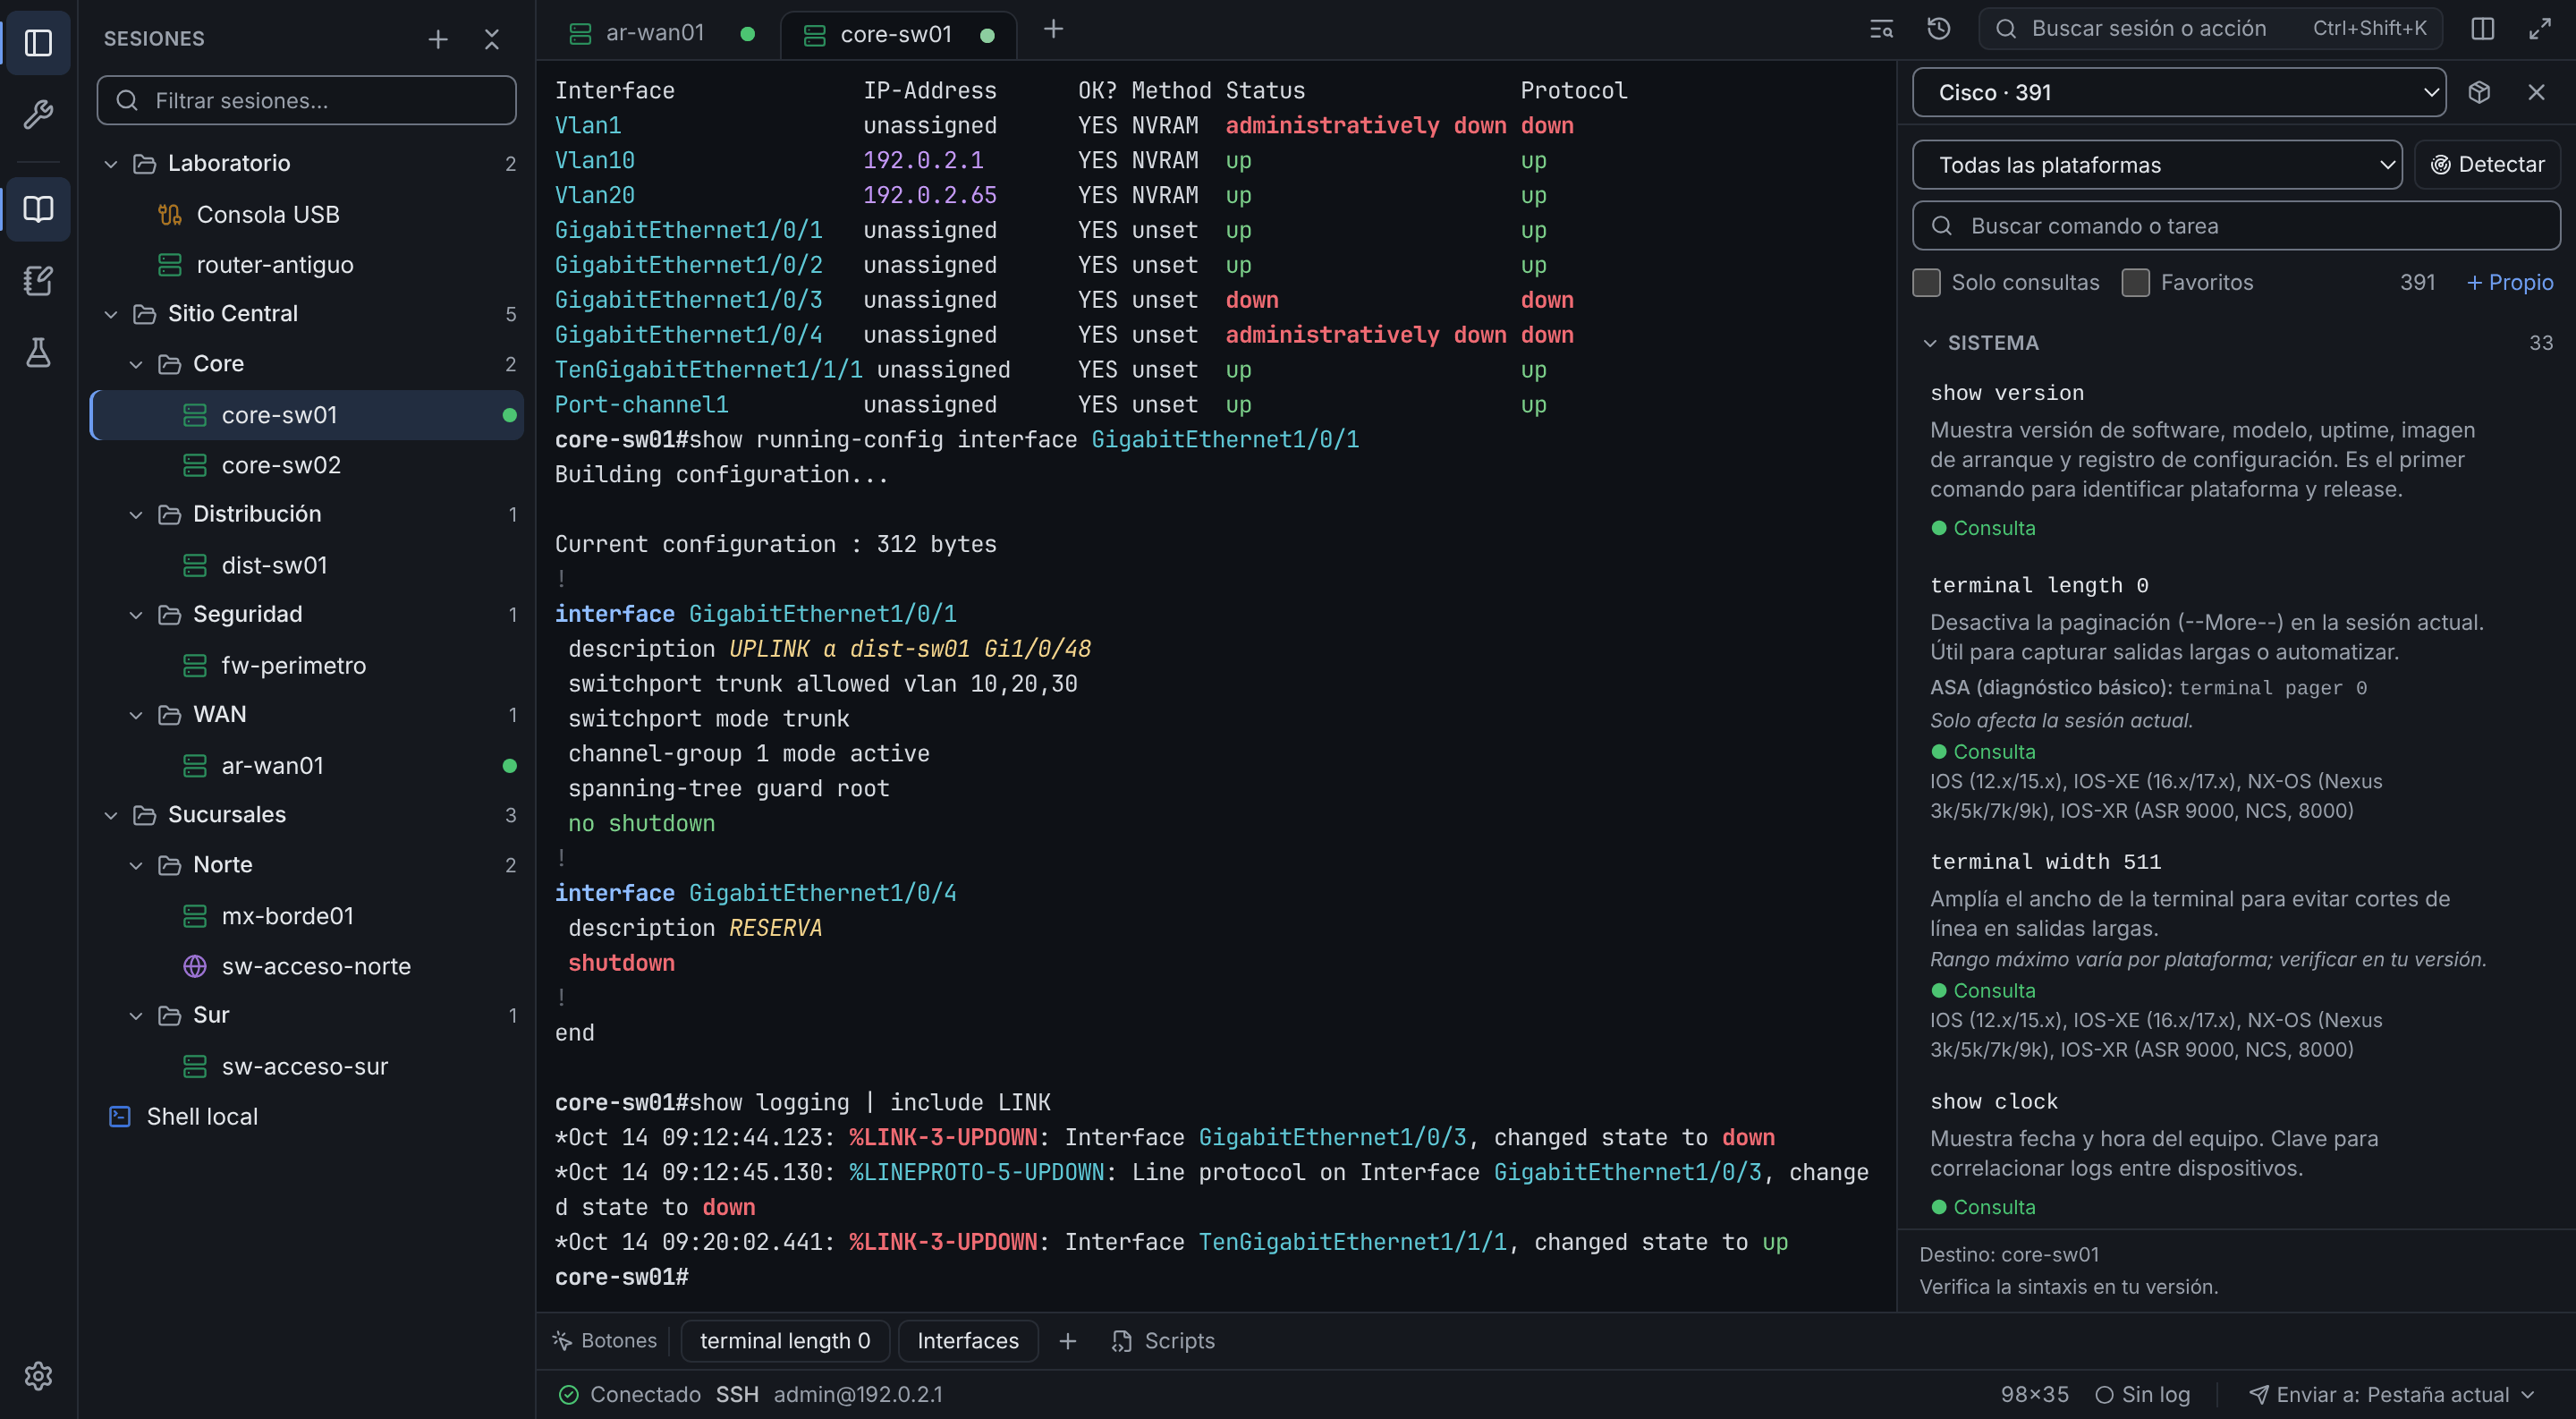 SESIONES
Filtrar sesiones...
Laboratorio 2
Consola USB
router-antiguo
Sitio Central 5
Core 2
core-sw01
core-sw02
Distribución 1
dist-sw01
Seguridad 1
fw-perimetro
WAN 1
ar-wan01
Sucursales 3
Norte 2
mx-borde01
sw-acceso-norte
Sur 1
sw-acceso-sur
Shell local
ar-wan01
core-sw01
Buscar sesión o acción Ctrl+Shift+K
Interface IP-Address OK? Method Status Protocol
Vlan1 unassigned YES NVRAM administratively down down
Vlan10 192.0.2.1 YES NVRAM up up
Vlan20 192.0.2.65 YES NVRAM up up
GigabitEthernet1/0/1 unassigned YES unset up up
GigabitEthernet1/0/2 unassigned YES unset up up
GigabitEthernet1/0/3 unassigned YES unset down down
GigabitEthernet1/0/4 unassigned YES unset administratively down down
TenGigabitEthernet1/1/1 unassigned YES unset up up
Port-channel1 unassigned YES unset up up
core-sw01#show running-config interface GigabitEthernet1/0/1
Building configuration...
Current configuration : 312 bytes
!
interface GigabitEthernet1/0/1
description UPLINK a dist-sw01 Gi1/0/48
switchport trunk allowed vlan 10,20,30
switchport mode trunk
channel-group 1 mode active
spanning-tree guard root
no shutdown
!
interface GigabitEthernet1/0/4
description RESERVA
shutdown
!
end
core-sw01#show logging | include LINK
*Oct 14 09:12:44.123: %LINK-3-UPDOWN: Interface GigabitEthernet1/0/3, changed state to down
*Oct 14 09:12:45.130: %LINEPROTO-5-UPDOWN: Line protocol on Interface GigabitEthernet1/0/3, change
d state to down
*Oct 14 09:20:02.441: %LINK-3-UPDOWN: Interface TenGigabitEthernet1/1/1, changed state to up
core-sw01#
Cisco · 391
Todas las plataformas
Detectar
Buscar comando o tarea
Solo consultas Favoritos 391 + Propio
SISTEMA 33
show version
Muestra versión de software, modelo, uptime, imagen
de arranque y registro de configuración. Es el primer
comando para identificar plataforma y release.
Consulta
terminal length 0
Desactiva la paginación (--More--) en la sesión actual.
Útil para capturar salidas largas o automatizar.
ASA (diagnóstico básico): terminal pager 0
Solo afecta la sesión actual.
Consulta
IOS (12.x/15.x), IOS-XE (16.x/17.x), NX-OS (Nexus
3k/5k/7k/9k), IOS-XR (ASR 9000, NCS, 8000)
terminal width 511
Amplía el ancho de la terminal para evitar cortes de
línea en salidas largas.
Rango máximo varía por plataforma; verificar en tu versión.
Consulta
IOS (12.x/15.x), IOS-XE (16.x/17.x), NX-OS (Nexus
3k/5k/7k/9k), IOS-XR (ASR 9000, NCS, 8000)
show clock
Muestra fecha y hora del equipo. Clave para
correlacionar logs entre dispositivos.
Consulta
Destino: core-sw01
Verifica la sintaxis en tu versión.
Botones
terminal length 0
Interfaces
Scripts
Conectado SSH admin@192.0.2.1
98×35 Sin log Enviar a: Pestaña actual